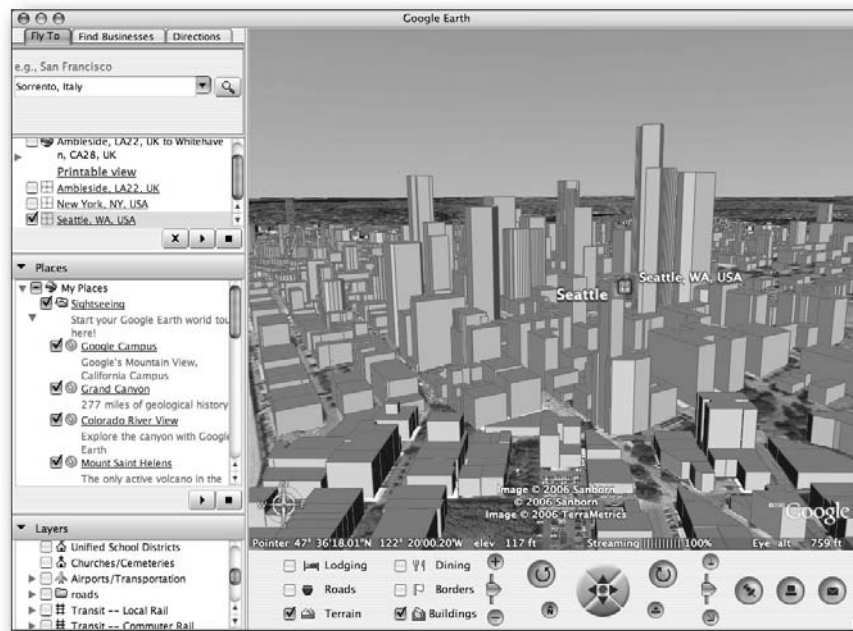 Google Earth
Fly To
Find Businesses
Directions
e.g., San Francisco
Sorrento, Italy
Ambleside, LA22, UK to Whitehave
n, CA28, UK
Printable view
Ambleside, LA22, UK
New York, NY, USA
Seattle, WA, USA
Places
My Places
Sightseeing
Start your Google Earth world tou
here!
Google Campus
Google's Mountain View,
California Campus
Grand Canyon
277 miles of geological history
Colorado River View
Explore the canyon with Google
Earth
Mount Saint Helens
The only active volcano in the
Layers
Unified School Districts
Churches/Cemeteries
Airports/Transportation
roads
Transit -- Local Rail
Transit -- Commuter Rail
Seattle, WA, USA
Seattle
Image © 2006 Sanborn
© 2006 Sanborn
Image © 2006 TerraMetrics
Google
Pointer 47° 36'18.01"N 122° 20'00.20"W elev 117 ft Streaming |||||||||| 100% Eye alt 759 ft
Lodging
Dining
Roads
Borders
Terrain
Buildings
N